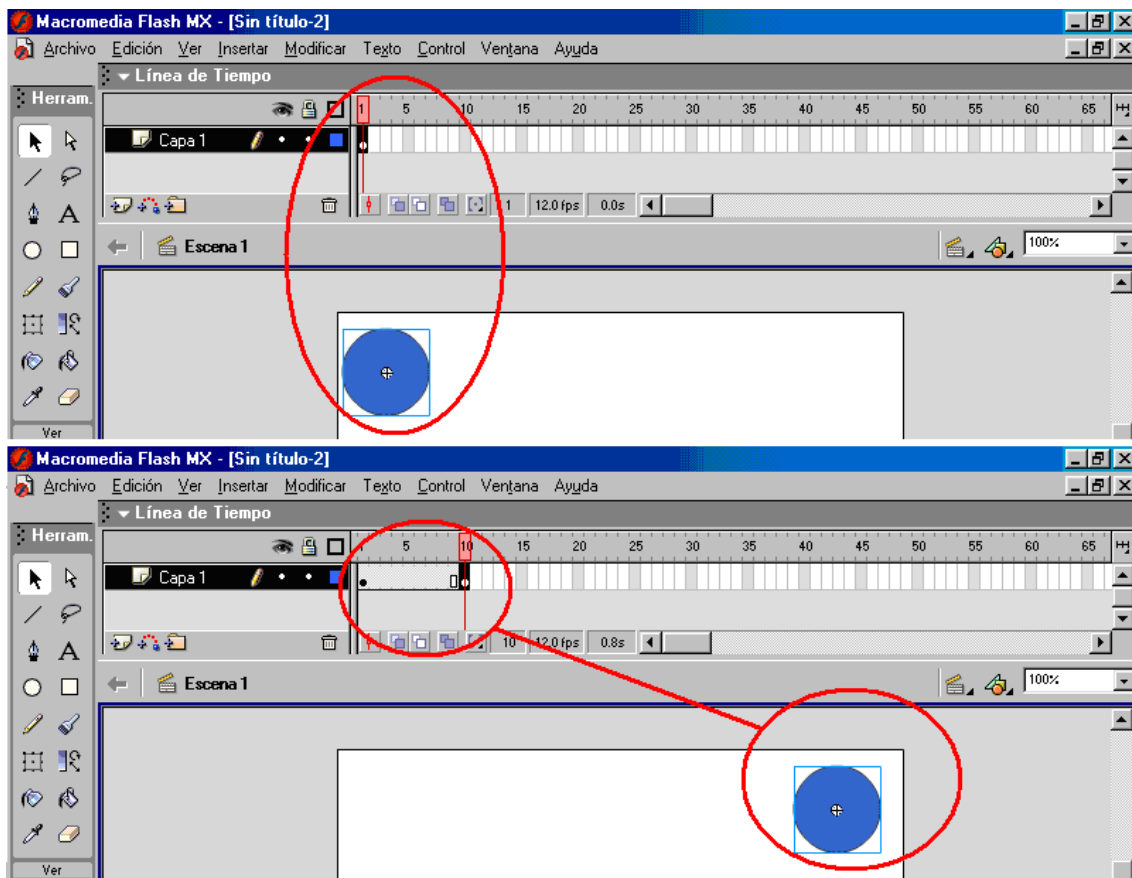 Macromedia Flash MX - [Sin título-2]
Archivo Edición Ver Insertar Modificar Texto Control Ventana Ayuda
Línea de Tiempo
Herram.
1 5 10 15 20 25 30 35 40 45 50 55 60 65
Capa 1
1 12.0 fps 0.0s
Escena 1 100%
A
Ver
Macromedia Flash MX - [Sin título-2]
Archivo Edición Ver Insertar Modificar Texto Control Ventana Ayuda
Línea de Tiempo
Herram.
1 5 10 15 20 25 30 35 40 45 50 55 60 65
Capa 1
10 12.0 fps 0.8s
A
Escena 1 100%
Ver